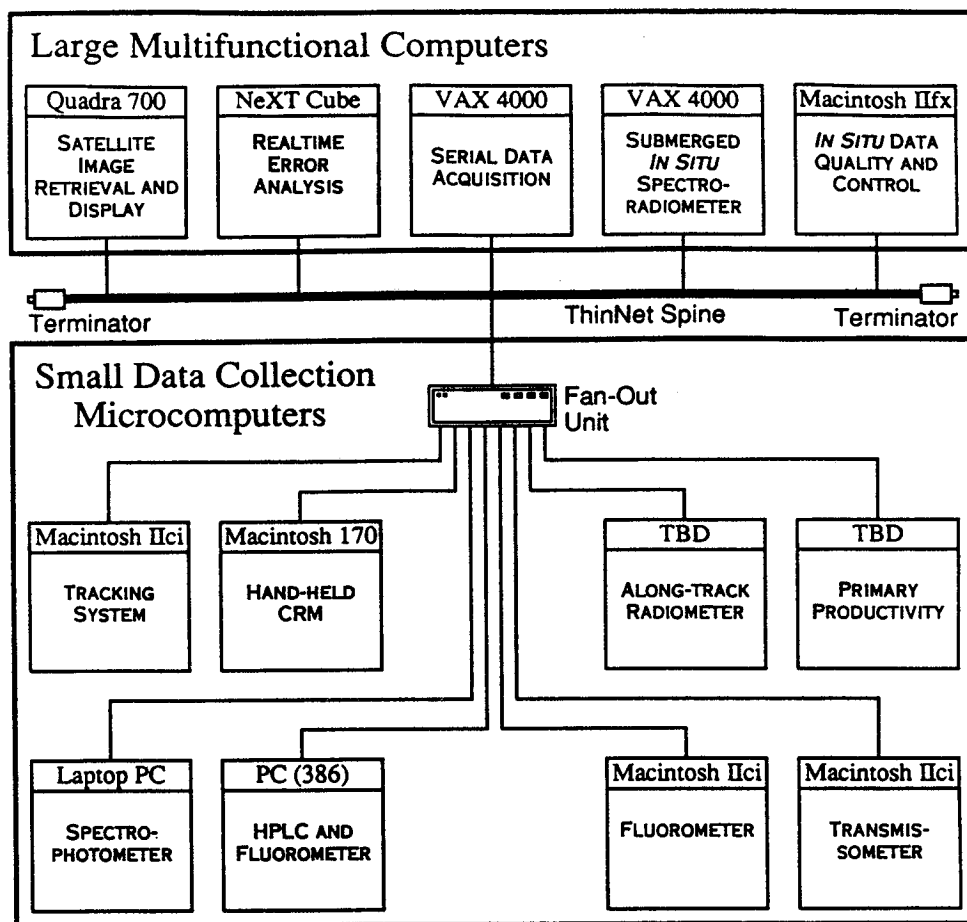 Large Multifunctional Computers
Quadra 700
SATELLITE
IMAGE
RETRIEVAL AND
DISPLAY
NeXT Cube
REALTIME
ERROR
ANALYSIS
VAX 4000
SERIAL DATA
ACQUISITION
VAX 4000
SUBMERGED
IN SITU
SPECTRO-
RADIOMETER
Macintosh IIfx
IN SITU DATA
QUALITY AND
CONTROL
Terminator
ThinNet Spine
Terminator
Small Data Collection
Microcomputers
Fan-Out
Unit
Macintosh IIci
TRACKING
SYSTEM
Macintosh 170
HAND-HELD
CRM
TBD
ALONG-TRACK
RADIOMETER
TBD
PRIMARY
PRODUCTIVITY
Laptop PC
SPECTRO-
PHOTOMETER
PC (386)
HPLC AND
FLUOROMETER
Macintosh IIci
FLUOROMETER
Macintosh IIci
TRANSMIS-
SOMETER